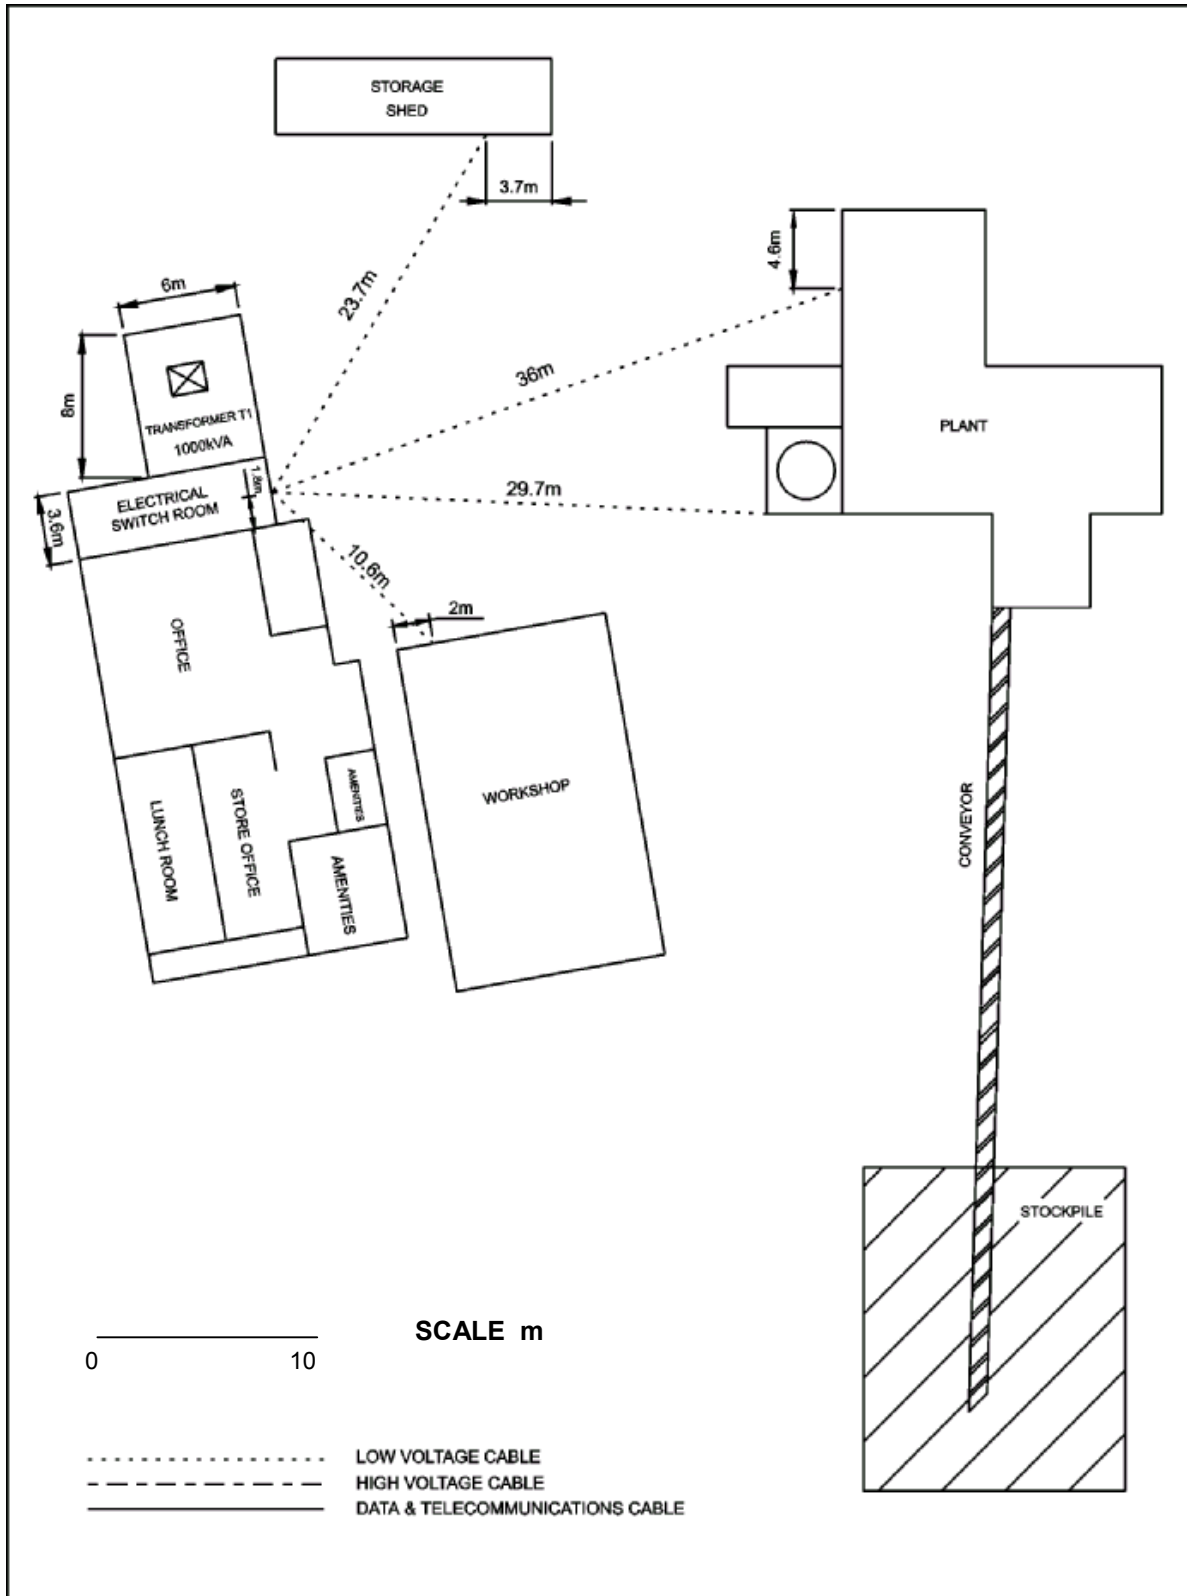 STORAGE
SHED
3.7m
4.6m
23.7m
6m
36m
8m
TRANSFORMER T1
1000kVA
PLANT
1.8m
ELECTRICAL
SWITCH ROOM
29.7m
3.6m
10.6m
2m
OFFICE
AMENITIES
WORKSHOP
LUNCH ROOM
STORE OFFICE
CONVEYOR
AMENITIES
STOCKPILE
SCALE m
0 10
LOW VOLTAGE CABLE
HIGH VOLTAGE CABLE
DATA & TELECOMMUNICATIONS CABLE